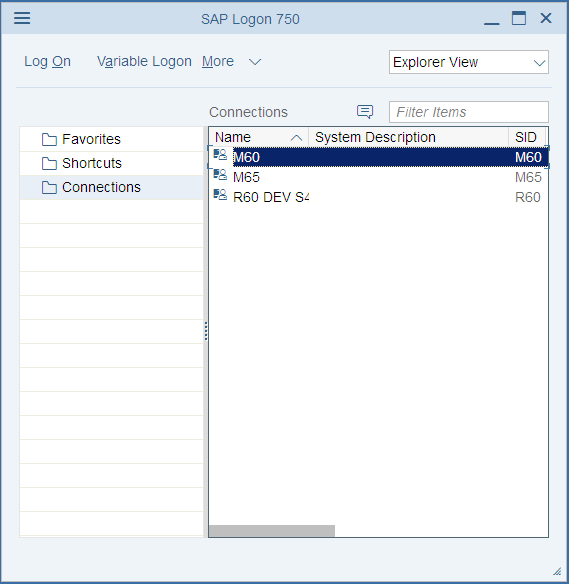 SAP Logon 750
Log On Variable Logon More Explorer View
Connections Filter Items
Favorites
Shortcuts
Connections
Name System Description SID
M60 M60
M65 M65
R60 DEV S4 R60